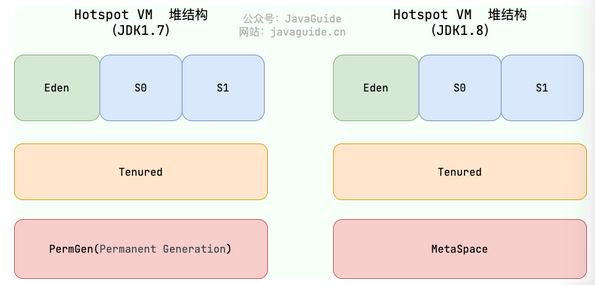 Hotspot VM 堆结构
(JDK1.7)
公众号：JavaGuide
网站：javaguide.cn
Hotspot VM 堆结构
(JDK1.8)
Eden
S0
S1
Eden
S0
S1
Tenured
Tenured
PermGen(Permanent Generation)
MetaSpace